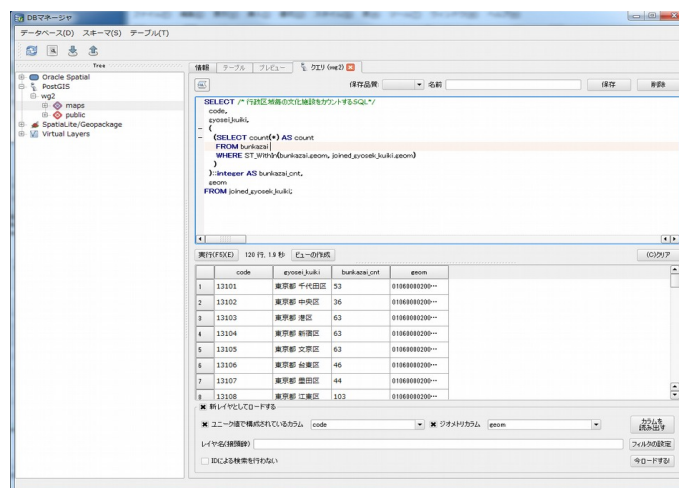 DBマネージャ
データベース(D) スキーマ(S) テーブル(T)
Tree
Oracle Spatial
PostGIS
wg2
maps
public
SpatiaLite/Geopackage
Virtual Layers
情報 テーブル プレビュー クエリ (wg2)
保存品質: 名前 保存 削除
SELECT /* 行政区域毎の文化施設をカウントするSQL*/
code,
gyosei_kuiki,
(
(SELECT count(*) AS count
FROM bunkazai
WHERE ST_Within(bunkazai.geom, joined_gyosek_kuiki.geom)
)
)::integer AS bunkazai_cnt,
geom
FROM joined_gyosek_kuiki;
実行(F5)(E) 120 行, 1.9 秒 ビューの作成 (C)クリア
code gyosei_kuiki bunkazai_cnt geom
1 13101 東京都 千代田区 53 01060000200…
2 13102 東京都 中央区 36 01060000200…
3 13103 東京都 港区 63 01060000200…
4 13104 東京都 新宿区 63 01060000200…
5 13105 東京都 文京区 63 01060000200…
6 13106 東京都 台東区 46 01060000200…
7 13107 東京都 墨田区 44 01060000200…
8 13108 東京都 江東区 103 01060000200…
新レイヤとしてロードする
ユニーク値で構成されているカラム code ジオメトリカラム geom カラムを読み出す
レイヤ名(接頭辞) フィルタの設定
IDによる検索を行わない 今ロードする!